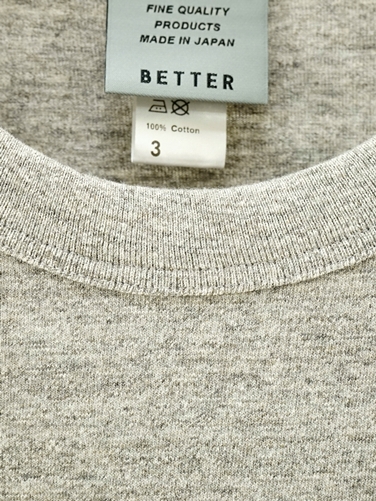 FINE QUALITY
PRODUCTS
MADE IN JAPAN
BETTER
100% Cotton
3